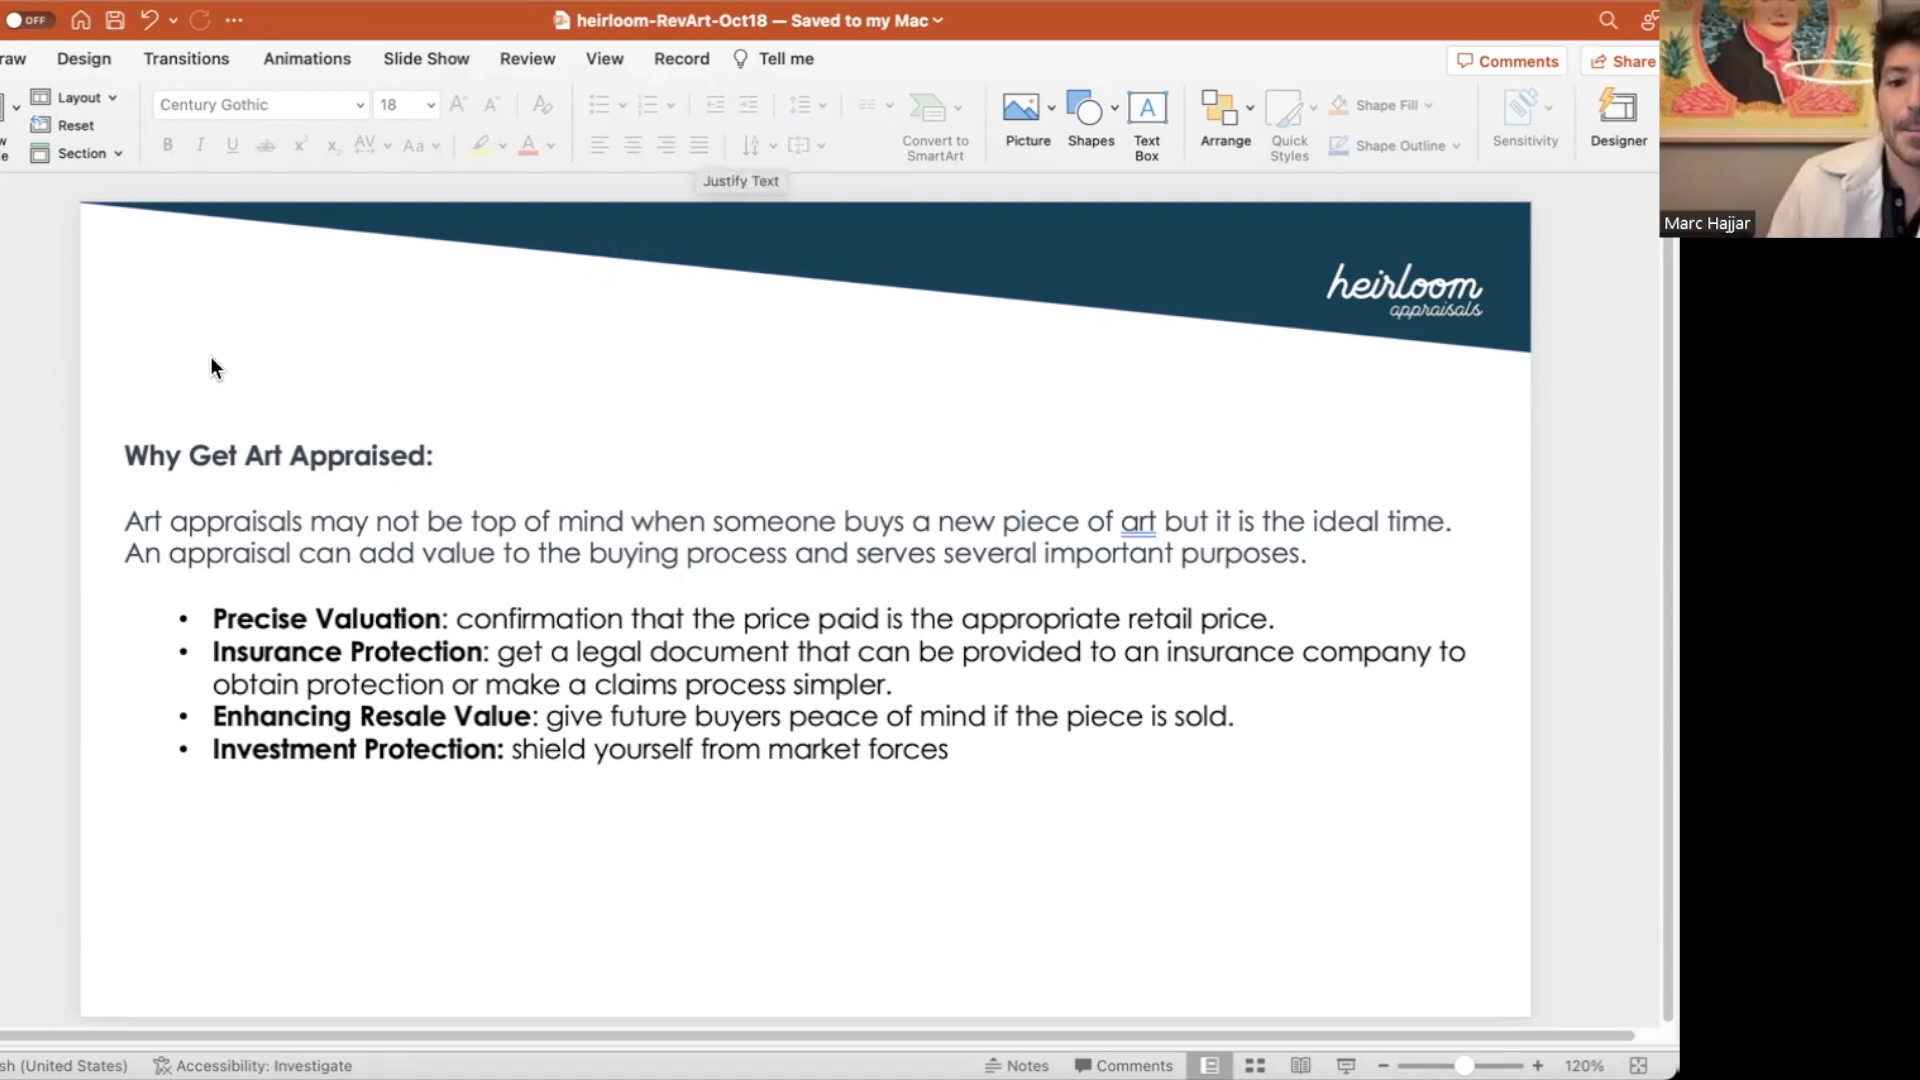 OFF
heirloom-RevArt-Oct18 — Saved to my Mac
raw Design Transitions Animations Slide Show Review View Record Tell me
Comments Share
Layout
Reset
Section
Century Gothic 18
Convert to
SmartArt
Picture
Shapes
Text
Box
Arrange
Quick
Styles
Shape Fill
Shape Outline
Sensitivity
Designer
Justify Text
Marc Hajjar
heirloom
appraisals
Why Get Art Appraised:
Art appraisals may not be top of mind when someone buys a new piece of art but it is the ideal time.
An appraisal can add value to the buying process and serves several important purposes.
• Precise Valuation: confirmation that the price paid is the appropriate retail price.
• Insurance Protection: get a legal document that can be provided to an insurance company to
obtain protection or make a claims process simpler.
• Enhancing Resale Value: give future buyers peace of mind if the piece is sold.
• Investment Protection: shield yourself from market forces
sh (United States) Accessibility: Investigate Notes Comments 120%